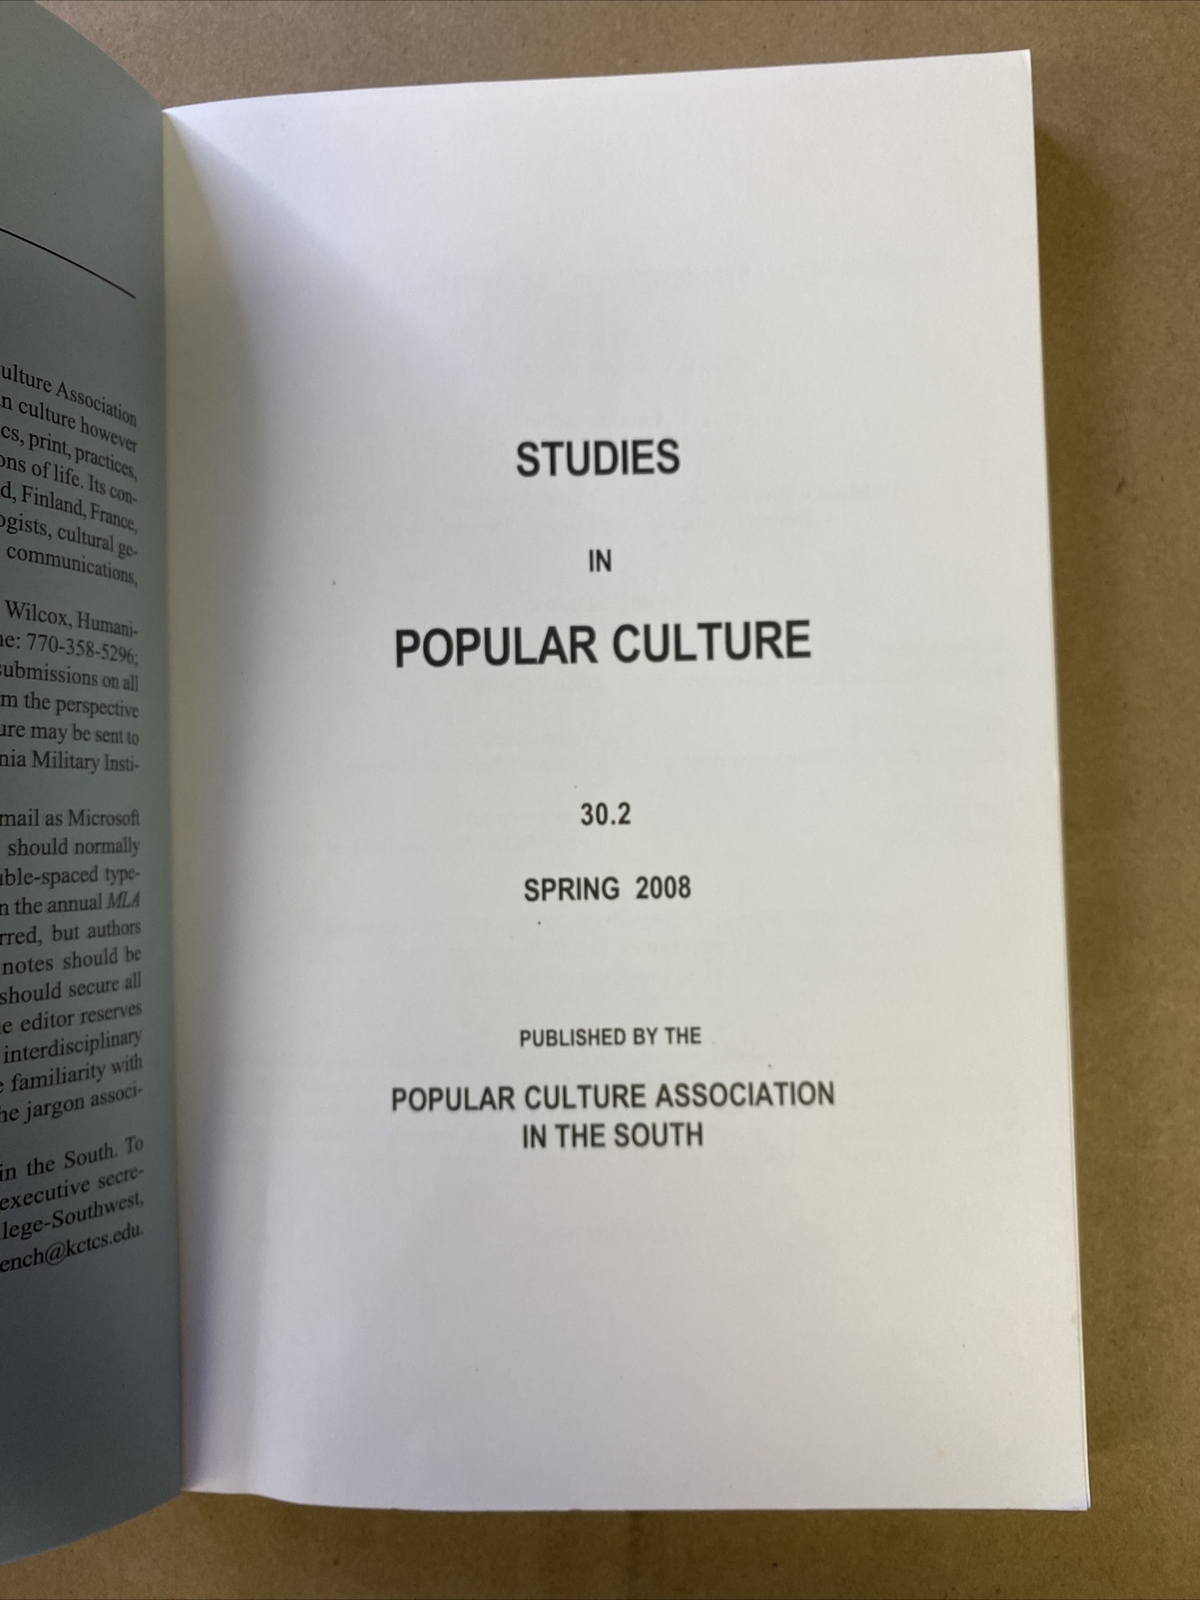 ulture Association
n culture however
cs, print, practices,
ons of life. Its con-
d, Finland, France,
ogists, cultural ge-
communications,
Wilcox, Humani-
ne: 770-358-5296;
submissions on all
m the perspective
ure may be sent to
nia Military Insti-
mail as Microsoft
should normally
uble-spaced type-
n the annual MLA
rred, but authors
notes should be
should secure all
e editor reserves
interdisciplinary
e familiarity with
he jargon associ-
in the South. To
executive secre-
llege-Southwest,
ench@kctcs.edu.
STUDIES
IN
POPULAR CULTURE
30.2
SPRING 2008
PUBLISHED BY THE
POPULAR CULTURE ASSOCIATION
IN THE SOUTH